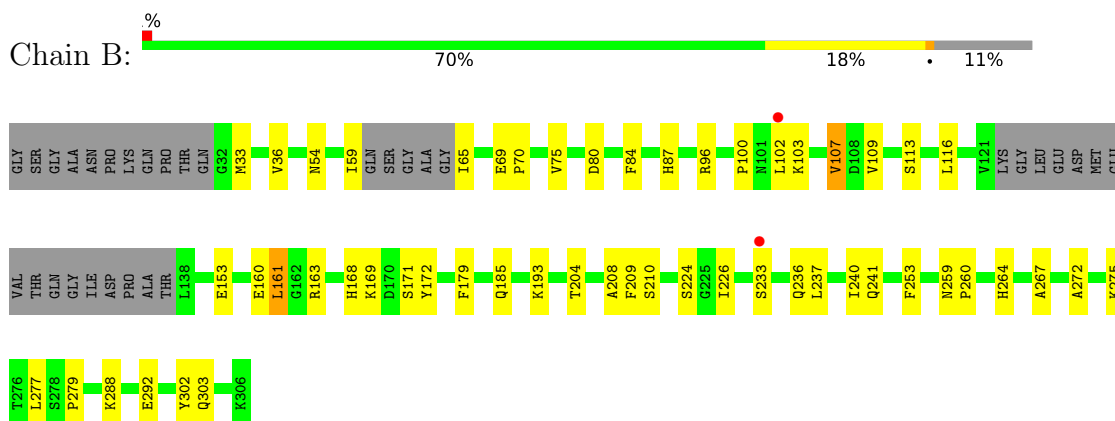 .%
Chain B:
70% 18% • 11%
GLY SER GLY ALA ASN PRO LYS GLN PRO THR GLN G32 M33 V36 N54 I59 GLN SER GLY ALA GLY I65 E69 P70 V75 D80 F84 H87 R96 P100 N101 L102 K103 V107 D108 V109 S113 L116 V121 LYS GLY LEU GLU ASP MET GLU
VAL THR GLN GLY ILE ASP PRO ALA THR L138 E153 E160 L161 G162 R163 H168 K169 D170 S171 Y172 F179 Q185 K193 T204 A208 F209 S210 S224 G225 I226 S233 Q236 L237 I240 Q241 F253 N259 P260 H264 A267 A272 K275
T276 L277 S278 P279 K288 E292 Y302 Q303 K306